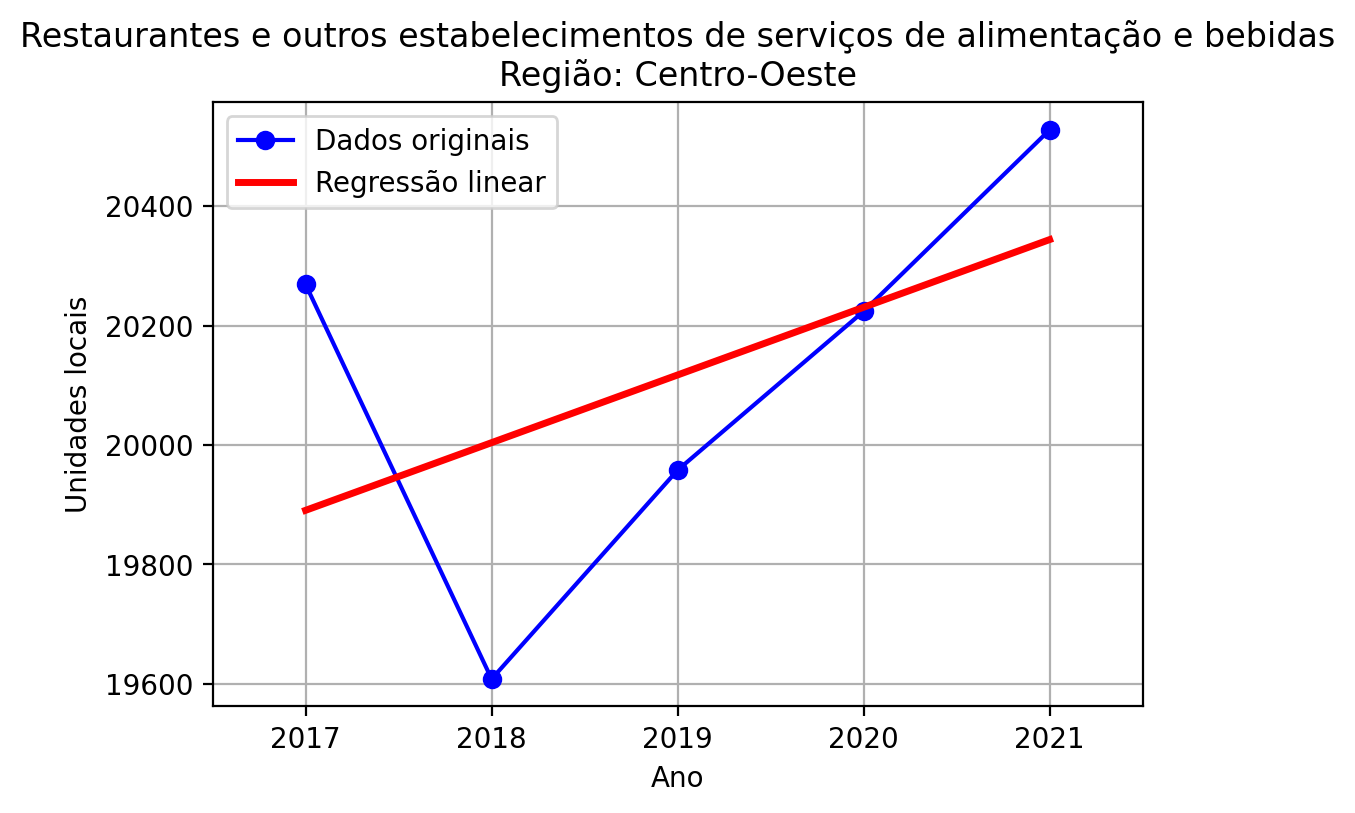 Restaurantes e outros estabelecimentos de serviços de alimentação e bebidas
Região: Centro-Oeste
Dados originais
Regressão linear
20400
20200
20000
19800
19600
Unidades locais
2017 2018 2019 2020 2021
Ano